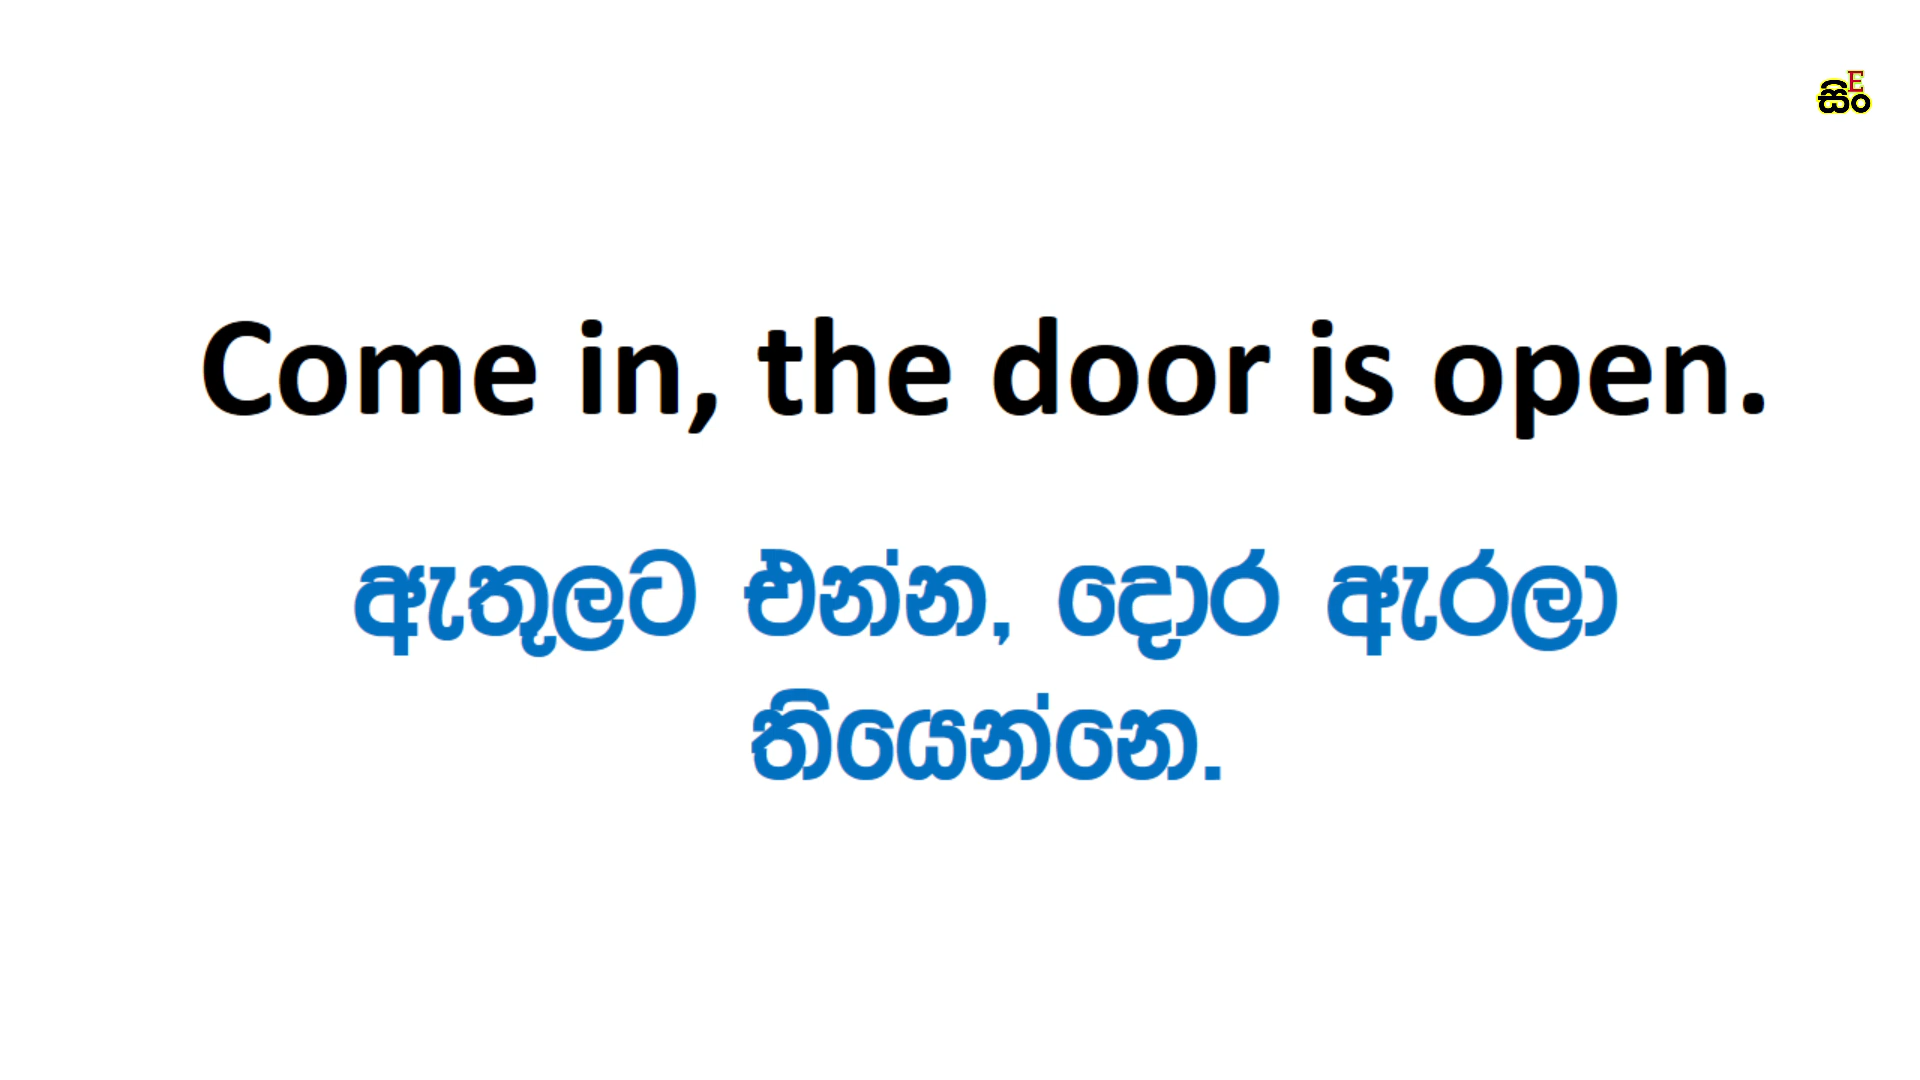 E
සිං
Come in, the door is open.
ඇතුලට එන්න, දොර ඇරලා
තියෙන්නෙ.